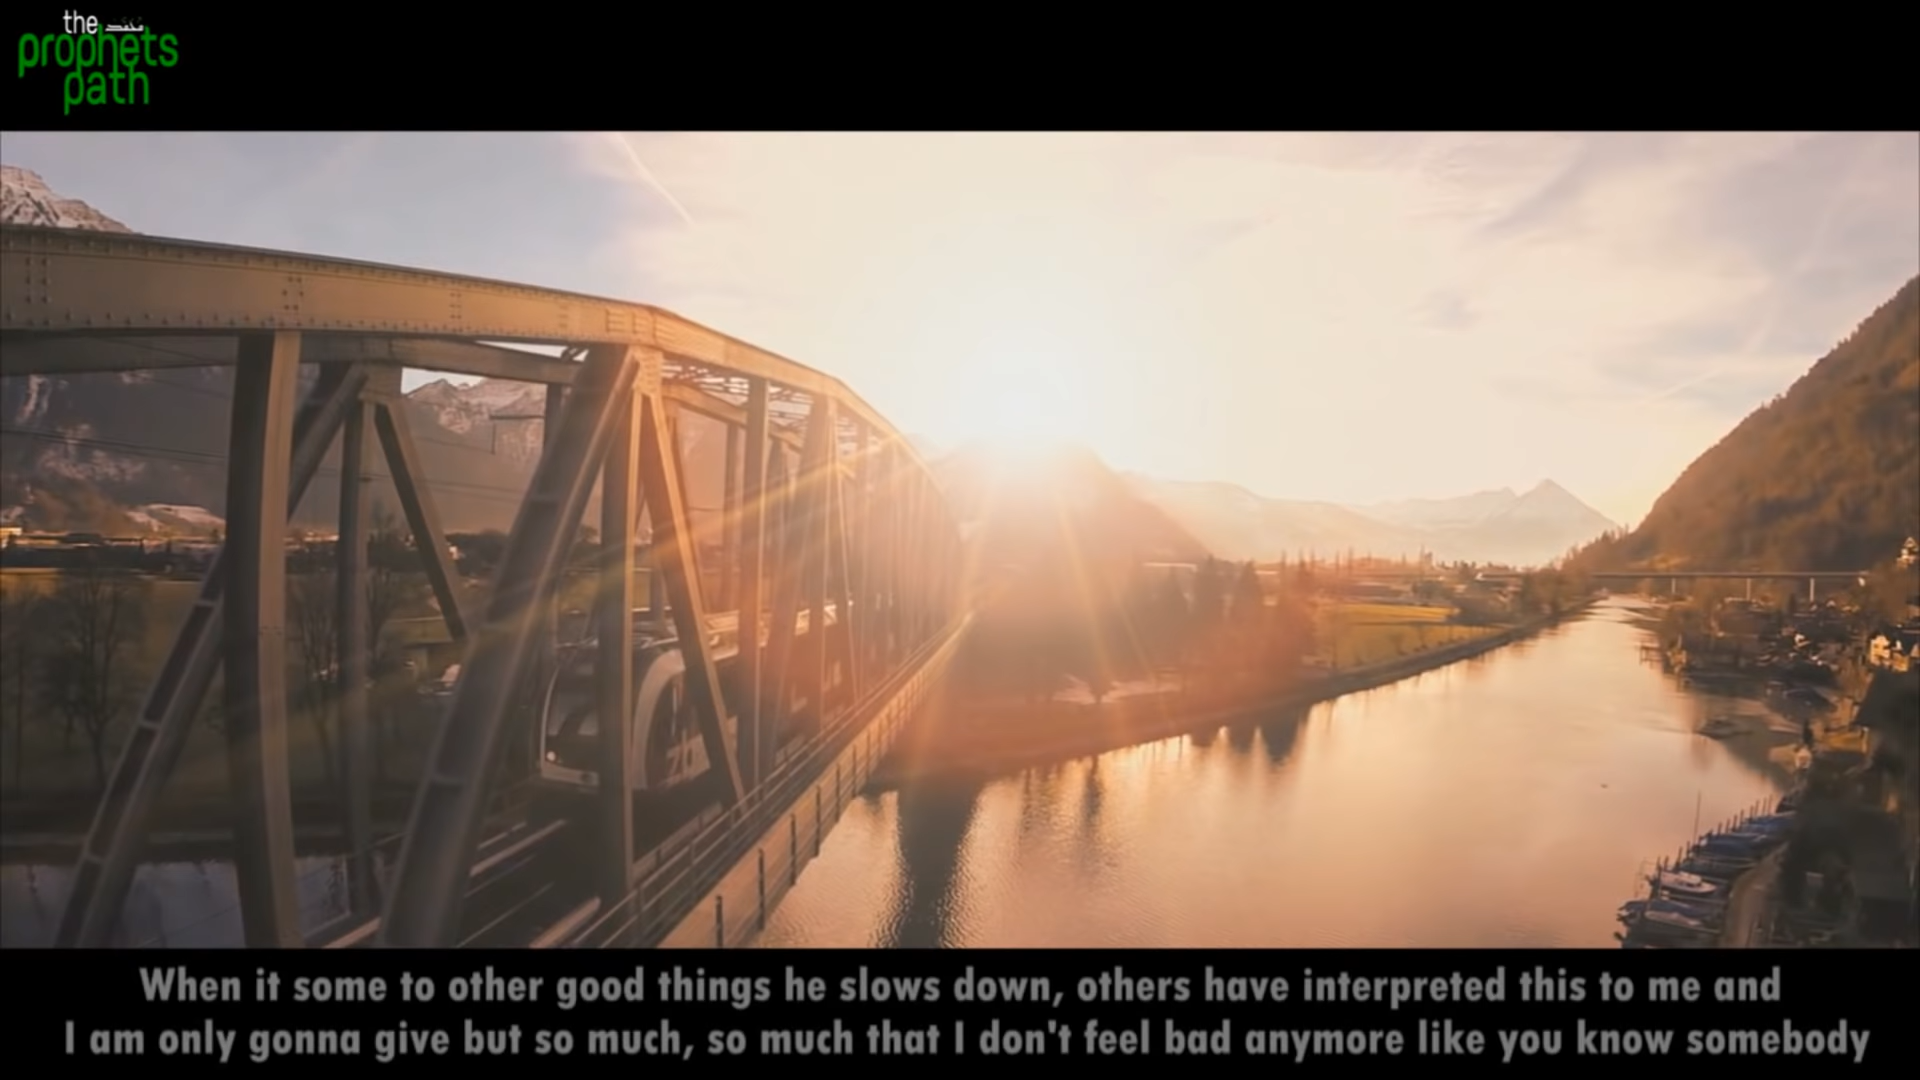 the محمد
prophets
path
When it some to other good things he slows down, others have interpreted this to me and
I am only gonna give but so much, so much that I don't feel bad anymore like you know somebody